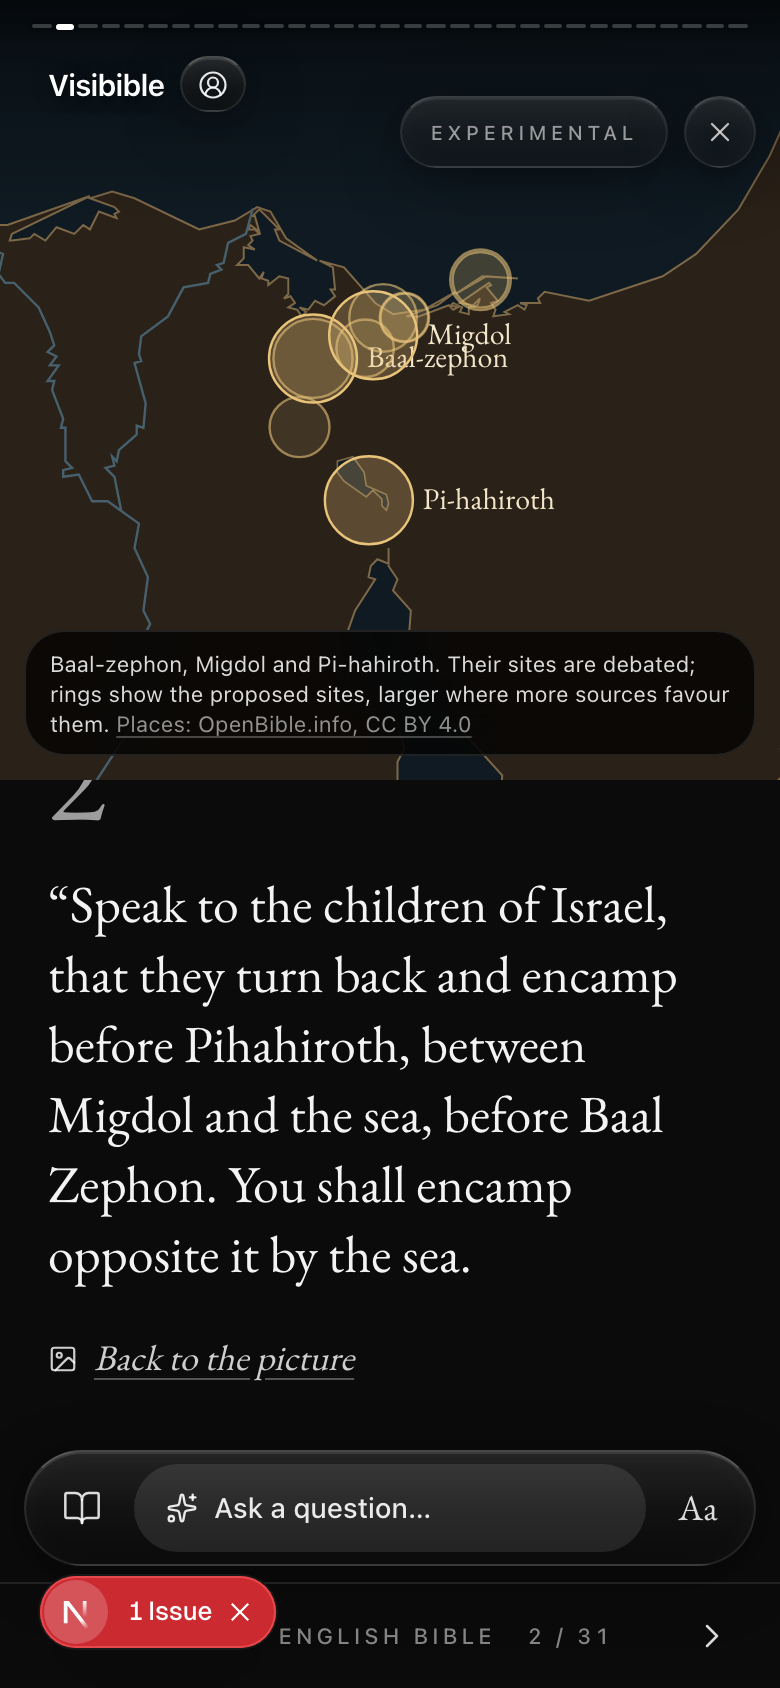 Visibible
EXPERIMENTAL
Migdol
Baal-zephon
Pi-hahiroth
Baal-zephon, Migdol and Pi-hahiroth. Their sites are debated;
rings show the proposed sites, larger where more sources favour
them. Places: OpenBible.info, CC BY 4.0
2
“Speak to the children of Israel,
that they turn back and encamp
before Pihahiroth, between
Migdol and the sea, before Baal
Zephon. You shall encamp
opposite it by the sea.
Back to the picture
Ask a question...
Aa
N 1 Issue
ENGLISH BIBLE 2 / 31